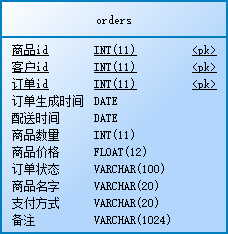 orders
商品id INT(11) <pk>
客户id INT(11) <pk>
订单id INT(11) <pk>
订单生成时间 DATE
配送时间 DATE
商品数量 INT(11)
商品价格 FLOAT(12)
订单状态 VARCHAR(100)
商品名字 VARCHAR(20)
支付方式 VARCHAR(20)
备注 VARCHAR(1024)